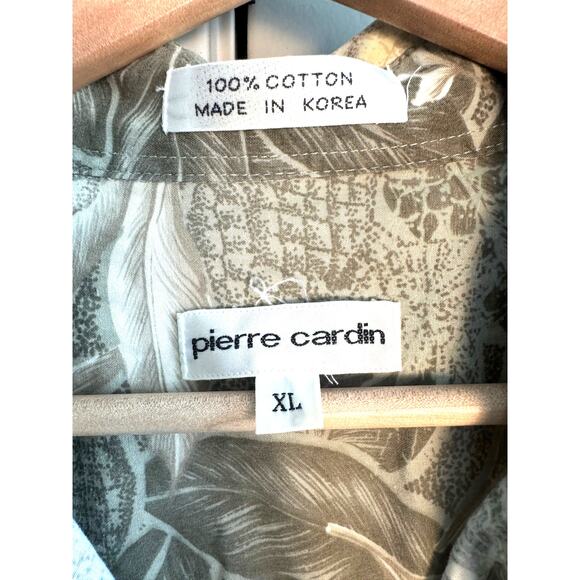 100% COTTON
MADE IN KOREA
pierre cardin
XL